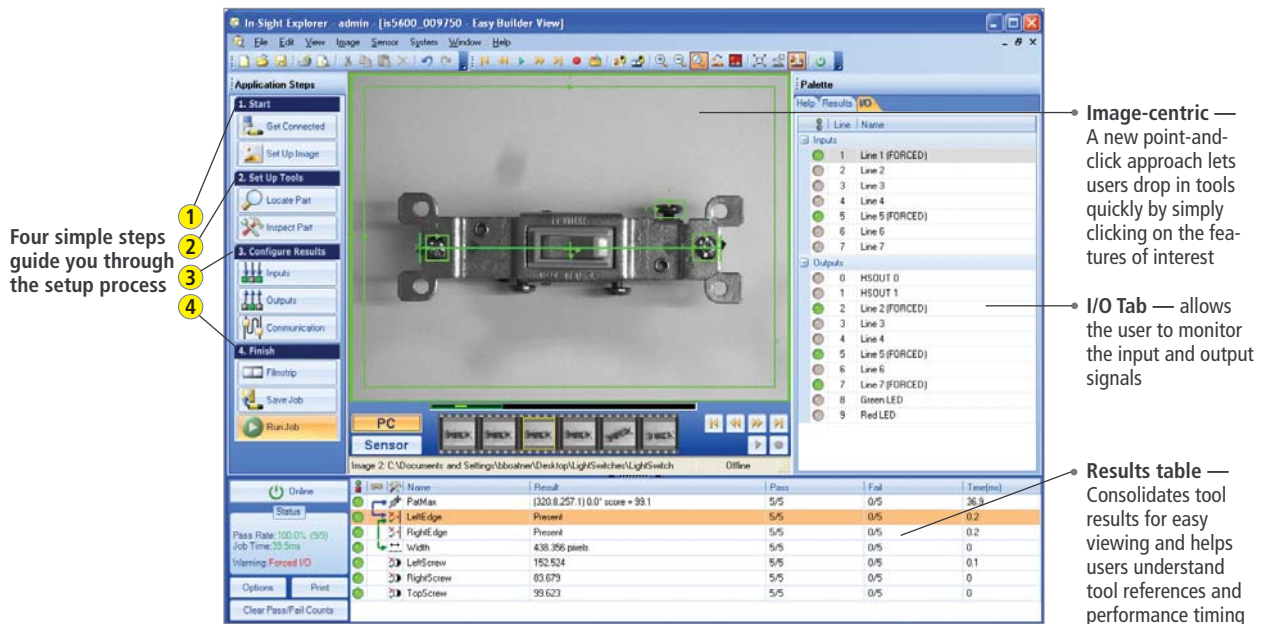 In-Sight Explorer - admin - [is5600_009750 - Easy Builder View]
File Edit View Image Sensor System Window Help
Application Steps
1. Start
Get Connected
Set Up Image
2. Set Up Tools
Locate Part
Inspect Part
3. Configure Results
Inputs
Outputs
Communication
4. Finish
Filmstrip
Save Job
Run Job
Four simple steps
guide you through
the setup process
1
2
3
4
PC
Sensor
Image 2: C:\Documents and Settings\bboatner\Desktop\LightSwitches\LightSwitch Offline
Palette
Help Results I/O
Line Name
Inputs
1 Line 1 (FORCED)
2 Line 2
3 Line 3
4 Line 4
5 Line 5 (FORCED)
6 Line 6
7 Line 7
Outputs
0 HSOUT 0
1 HSOUT 1
2 Line 2 (FORCED)
3 Line 3
4 Line 4
5 Line 5 (FORCED)
6 Line 6
7 Line 7 (FORCED)
8 Green LED
9 Red LED
Image-centric —
A new point-and-
click approach lets
users drop in tools
quickly by simply
clicking on the fea-
tures of interest
I/O Tab — allows
the user to monitor
the input and output
signals
Results table —
Consolidates tool
results for easy
viewing and helps
users understand
tool references and
performance timing
Online
Status
Pass Rate: 100.0% (9/9)
Job Time: 39.5ms
Warning: Forced I/O
Options Print
Clear Pass/Fail Counts
Name Result Pass Fail Time(ms)
PatMax (320.8,257.1) 0.0° score = 99.1 5/5 0/5 36.9
LeftEdge Present 5/5 0/5 0.2
RightEdge Present 5/5 0/5 0.2
Width 438.356 pixels 5/5 0/5 0
LeftScrew 152.524 5/5 0/5 0.1
RightScrew 83.679 5/5 0/5 0
TopScrew 99.623 5/5 0/5 0